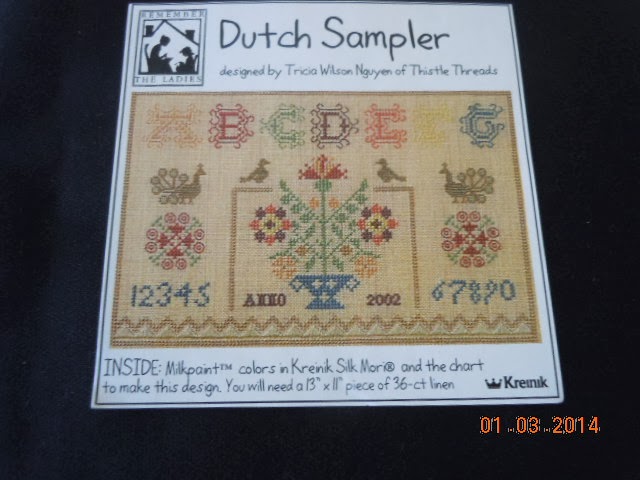 REMEMBER
THE LADIES
Dutch Sampler
designed by Tricia Wilson Nguyen of Thistle Threads
A B C D E F G
12345
ANNO
2002
67890
INSIDE: Milkpaint™ colors in Kreinik Silk Mori® and the chart
to make this design. You will need a 13" x 11" piece of 36-ct linen
Kreinik
01.03.2014